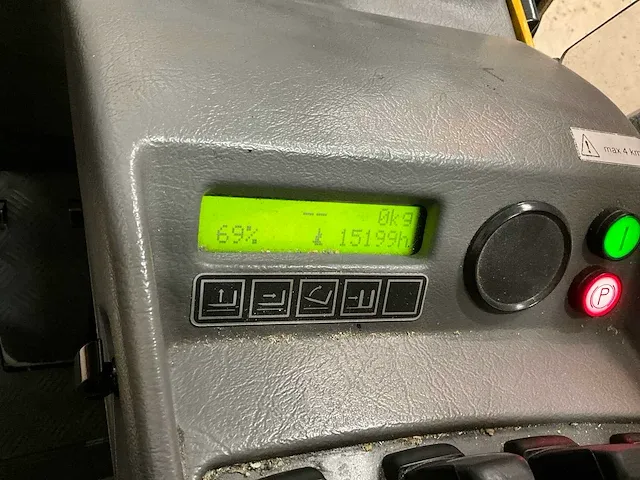 -- 0kg
69% 15199h
max 4 km
P